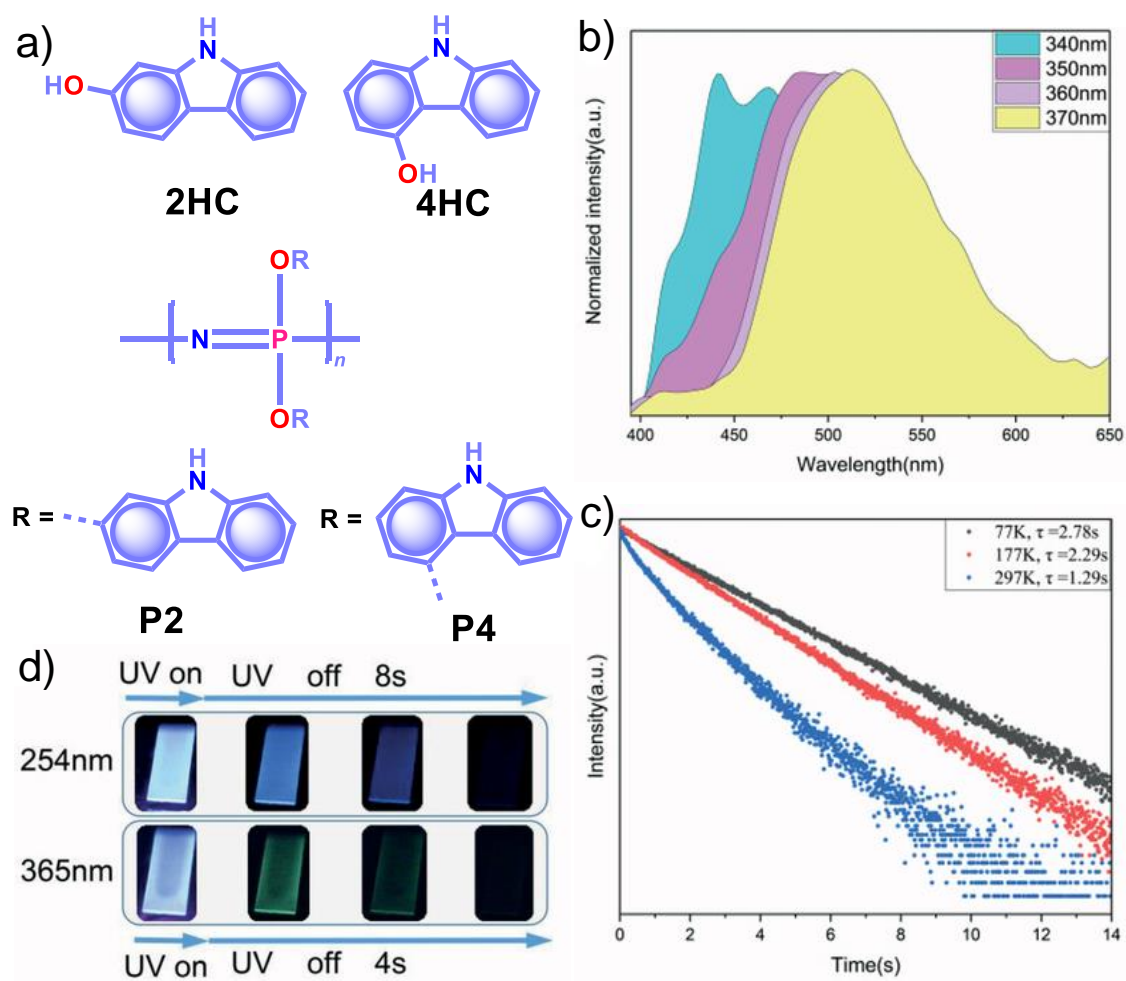 a)
H
N
HO
2HC
H
N
OH
4HC
OR
N P
n
OR
R =
H
N
P2
R =
H
N
P4
b)
Normalized intensity(a.u.)
340nm
350nm
360nm
370nm
400 450 500 550 600 650
Wavelength(nm)
c)
Intensity(a.u.)
77K, τ =2.78s
177K, τ =2.29s
297K, τ =1.29s
0 2 4 6 8 10 12 14
Time(s)
d)
UV on UV off 8s
254nm
365nm
UV on UV off 4s